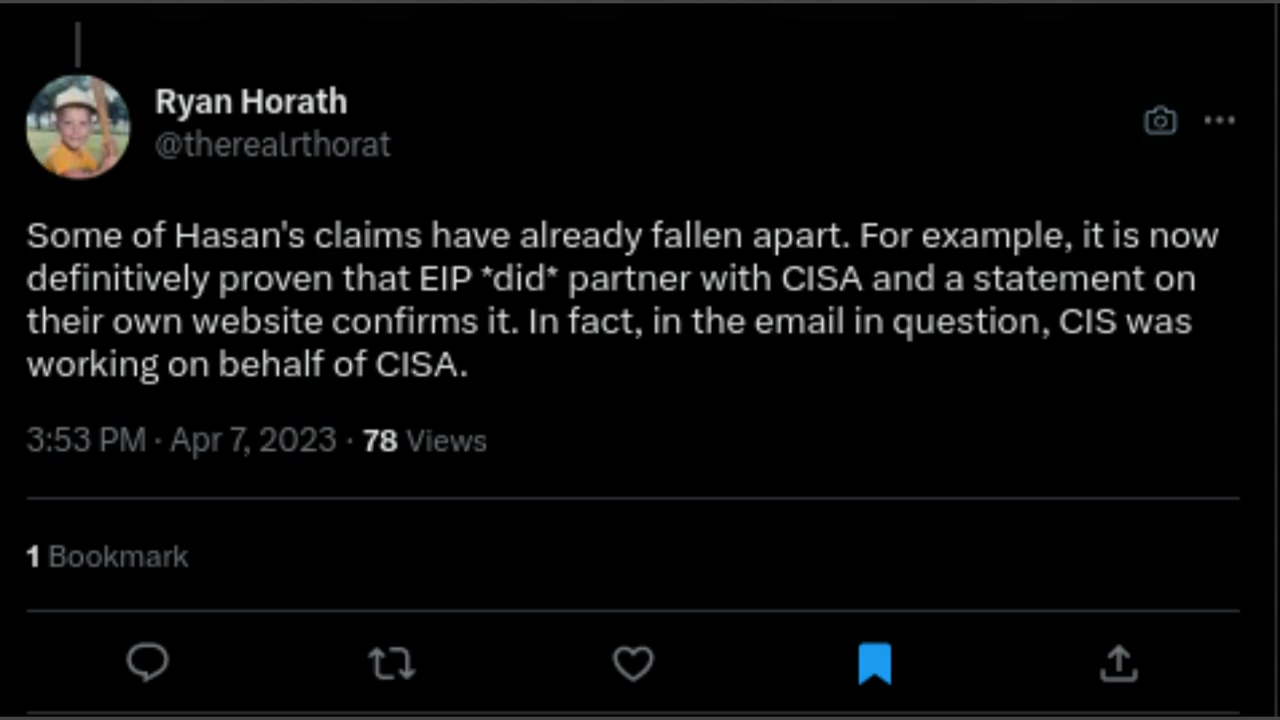 Ryan Horath
@therealrthorat
Some of Hasan's claims have already fallen apart. For example, it is now
definitively proven that EIP *did* partner with CISA and a statement on
their own website confirms it. In fact, in the email in question, CIS was
working on behalf of CISA.
3:53 PM · Apr 7, 2023 · 78 Views
1 Bookmark